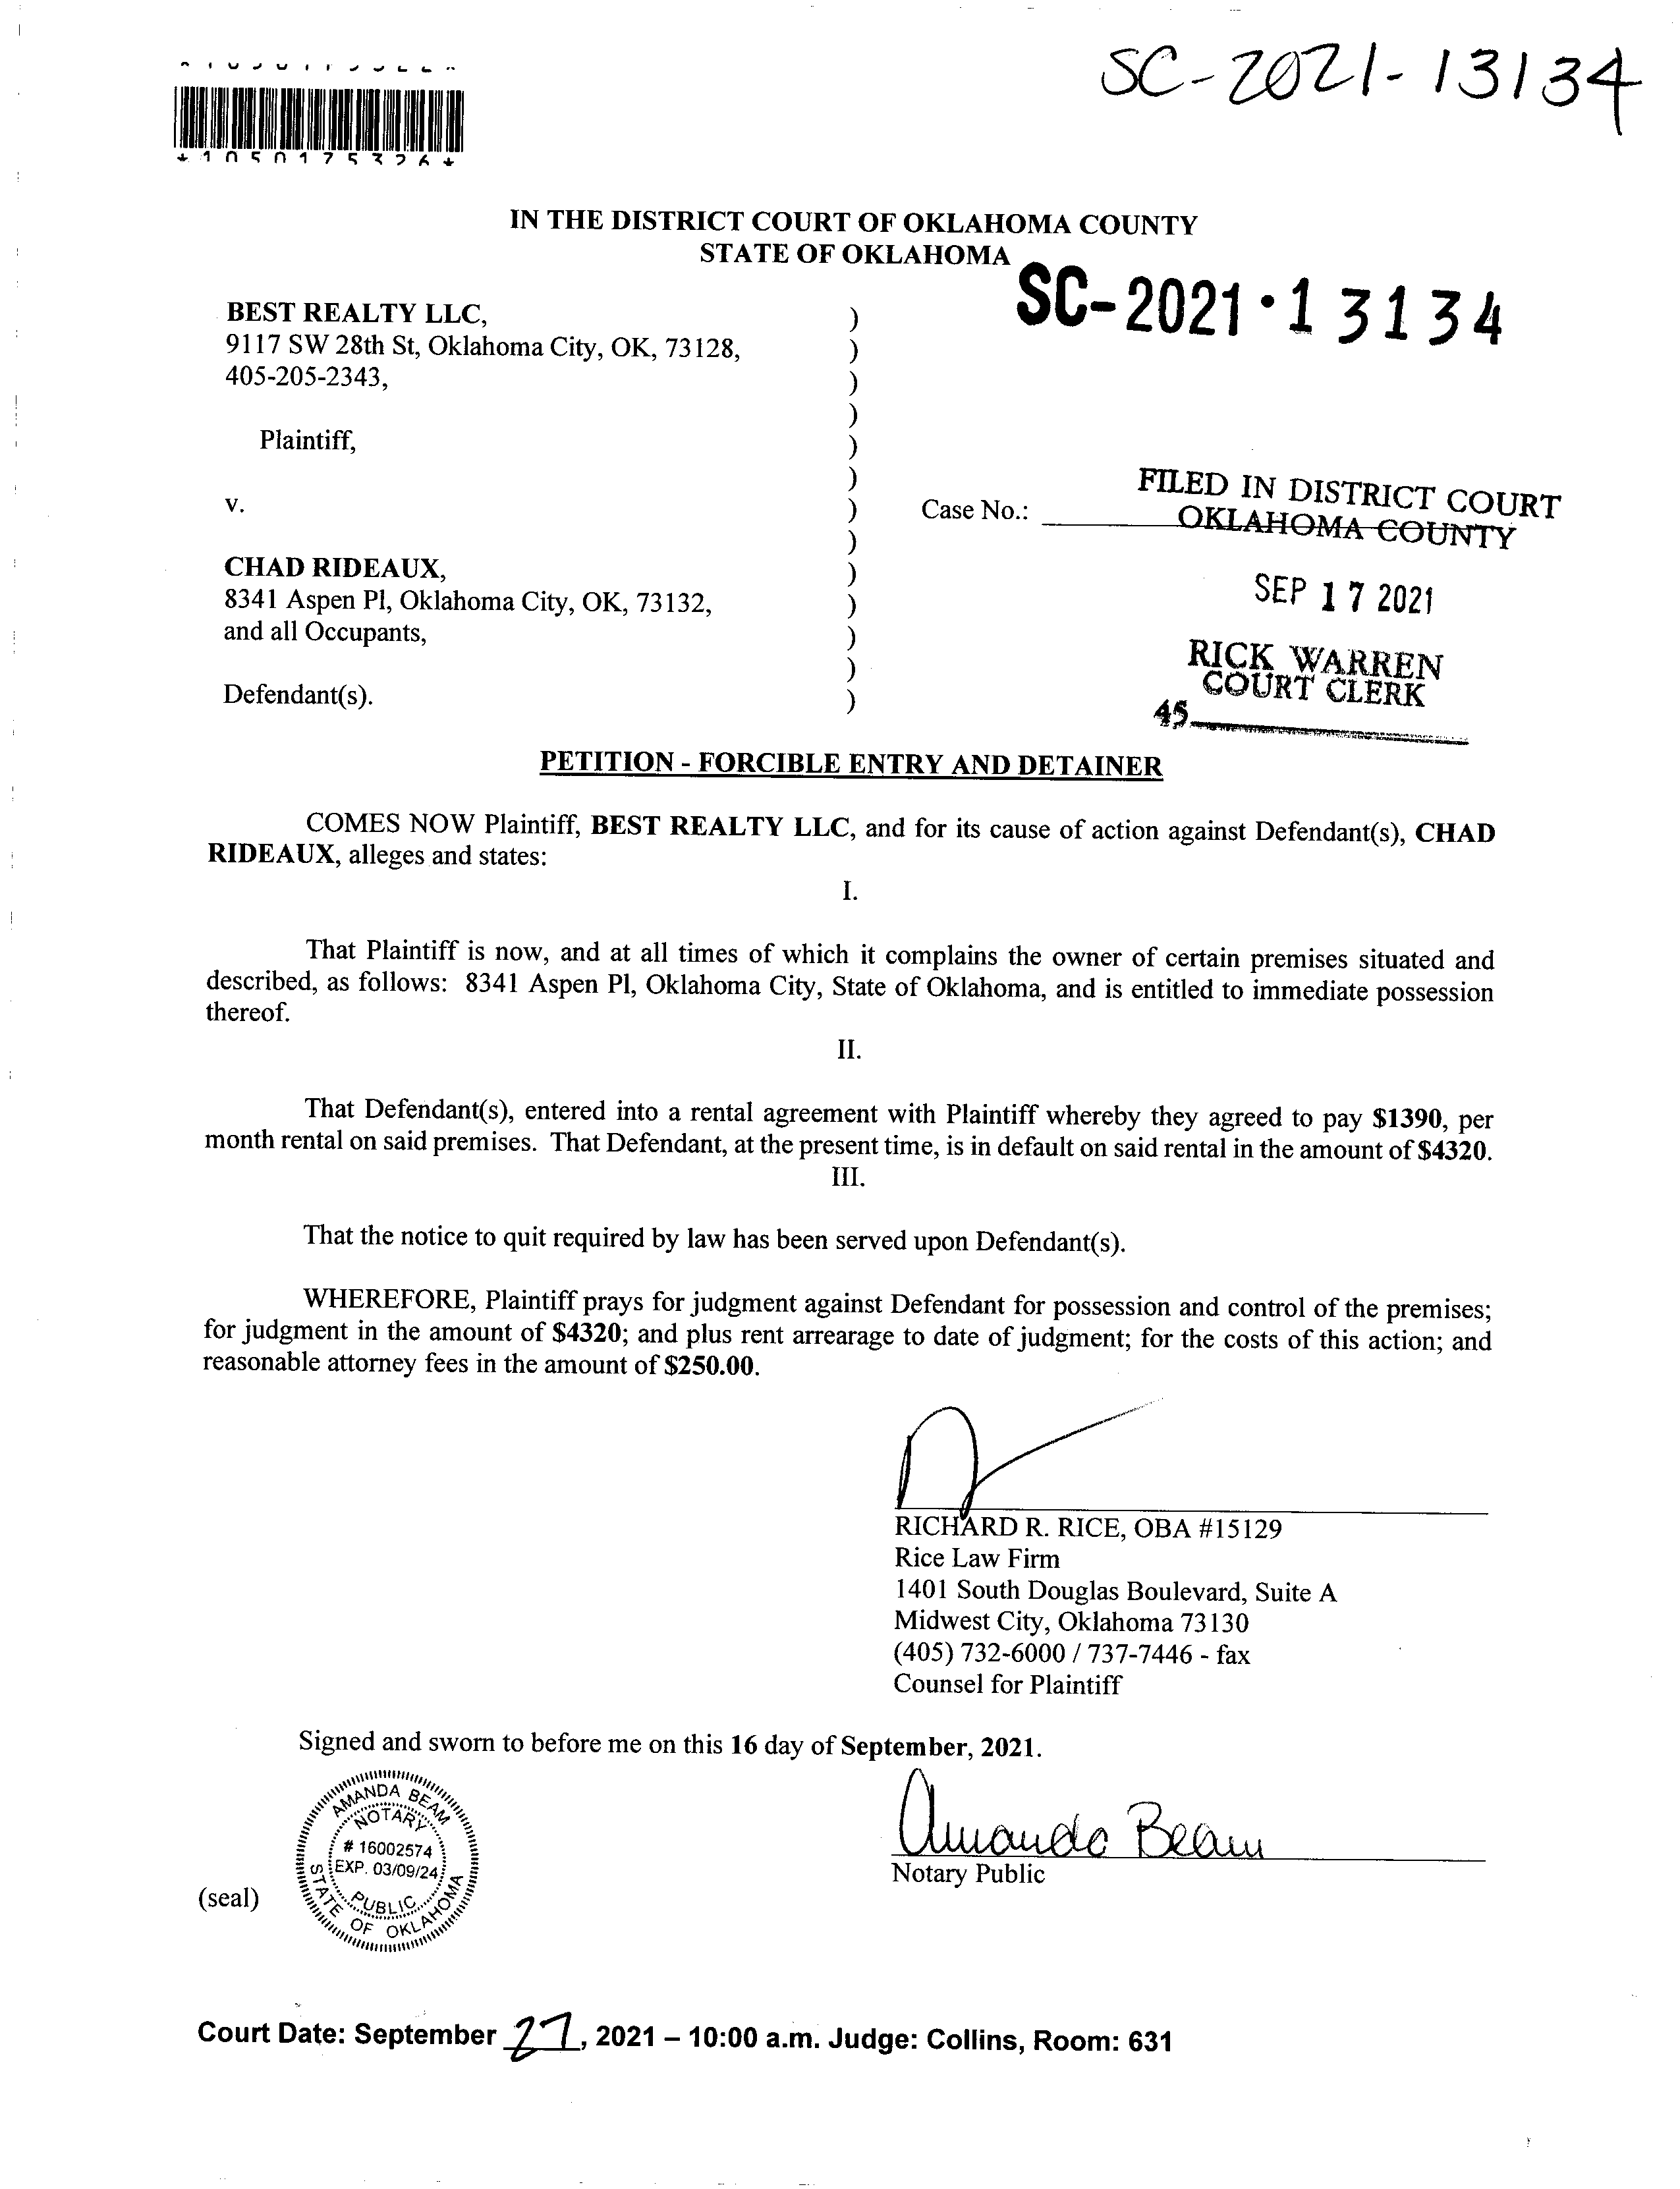 SC-2021-13134
*1050175326*
IN THE DISTRICT COURT OF OKLAHOMA COUNTY
STATE OF OKLAHOMA
SC-2021·13134
BEST REALTY LLC, )
9117 SW 28th St, Oklahoma City, OK, 73128, )
405-205-2343, )
)
Plaintiff, )
)
v. ) Case No.:
FILED IN DISTRICT COURT
OKLAHOMA COUNTY
)
CHAD RIDEAUX, )
8341 Aspen Pl, Oklahoma City, OK, 73132, )
SEP 17 2021
and all Occupants, )
)
RICK WARREN
COURT CLERK
Defendant(s). )
45
PETITION - FORCIBLE ENTRY AND DETAINER
COMES NOW Plaintiff, BEST REALTY LLC, and for its cause of action against Defendant(s), CHAD
RIDEAUX, alleges and states:
I.
That Plaintiff is now, and at all times of which it complains the owner of certain premises situated and
described, as follows: 8341 Aspen Pl, Oklahoma City, State of Oklahoma, and is entitled to immediate possession
thereof.
II.
That Defendant(s), entered into a rental agreement with Plaintiff whereby they agreed to pay $1390, per
month rental on said premises. That Defendant, at the present time, is in default on said rental in the amount of $4320.
III.
That the notice to quit required by law has been served upon Defendant(s).
WHEREFORE, Plaintiff prays for judgment against Defendant for possession and control of the premises;
for judgment in the amount of $4320; and plus rent arrearage to date of judgment; for the costs of this action; and
reasonable attorney fees in the amount of $250.00.
RICHARD R. RICE, OBA #15129
Rice Law Firm
1401 South Douglas Boulevard, Suite A
Midwest City, Oklahoma 73130
(405) 732-6000 / 737-7446 - fax
Counsel for Plaintiff
Signed and sworn to before me on this 16 day of September, 2021.
AMANDA BEAM
NOTARY
# 16002574
EXP. 03/09/24
PUBLIC
STATE OF OKLAHOMA
Amanda Beam
Notary Public
(seal)
Court Date: September 27, 2021 – 10:00 a.m. Judge: Collins, Room: 631